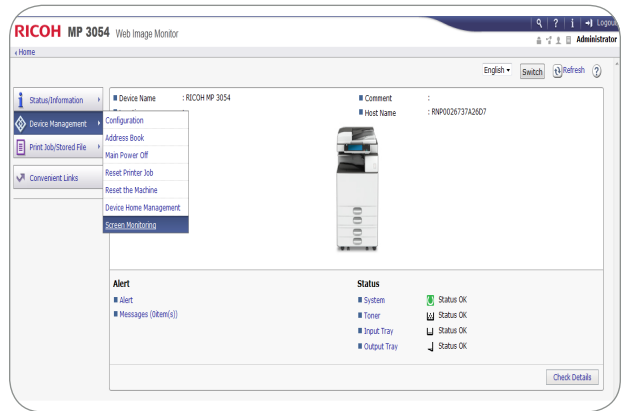 Logout
RICOH MP 3054 Web Image Monitor
Administrator
Home
English Switch Refresh
Status/Information
Device Management
Print Job/Stored File
Convenient Links
Configuration
Address Book
Main Power Off
Reset Printer Job
Reset the Machine
Device Home Management
Screen Monitoring
Device Name : RICOH MP 3054
Comment :
Host Name : RNP0026737A26D7
Alert
Alert
Messages (0item(s))
Status
System Status OK
Toner Status OK
Input Tray Status OK
Output Tray Status OK
Check Details